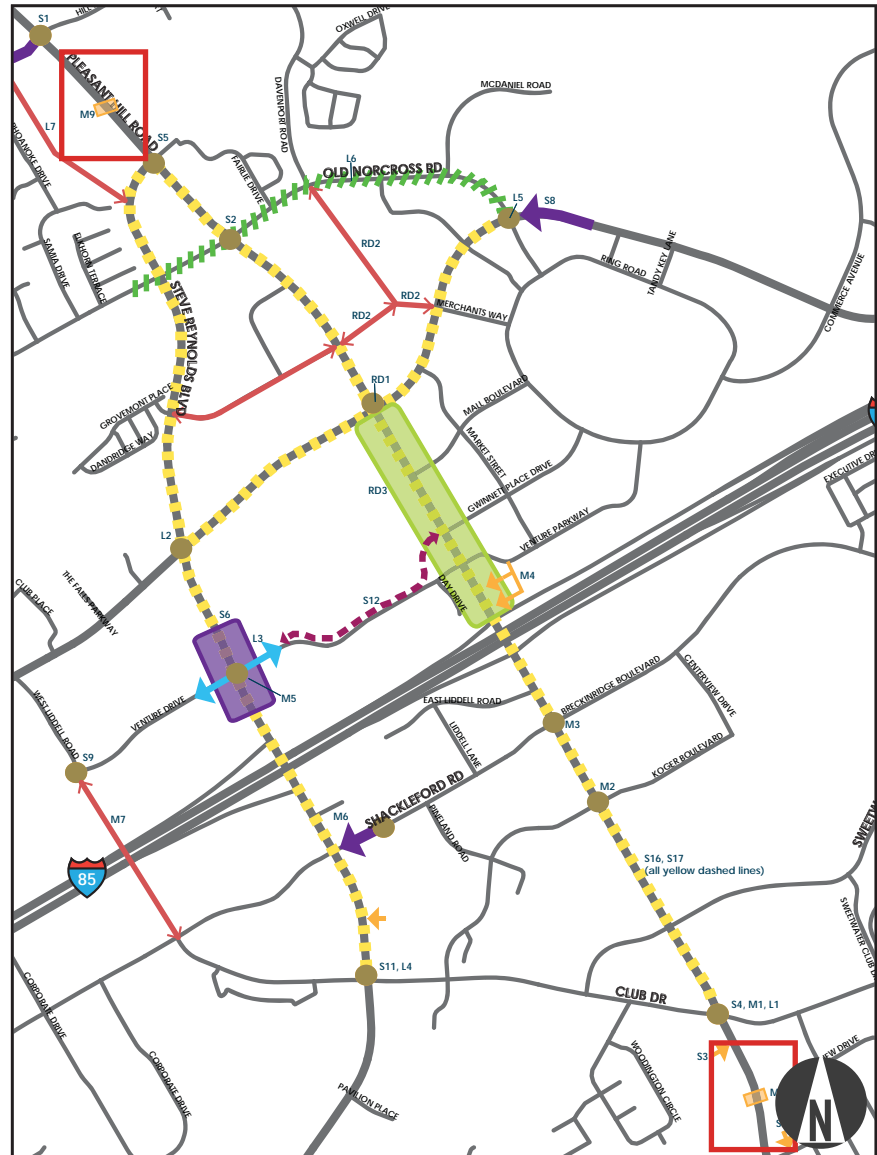 S1
OXWELL DRIVE
PLEASANT HILL ROAD
M9
L7
S5
DAVENPORT ROAD
MCDANIEL ROAD
PHOANOKE DRIVE
FAIRLIE DRIVE
L6
OLD NORCROSS RD
L5
S8
S2
SAMIA DRIVE
ELKHORN TERRACE
RD2
RING ROAD
TANDY KEY LANE
COMMERCE AVENUE
STEVE REYNOLDS BLVD
RD2
RD2
MERCHANTS WAY
RD1
GROVEMONT PLACE
DANDRIDGE WAY
MALL BOULEVARD
MARKET STREET
RD3
GWINNETT PLACE DRIVE
EXECUTIVE DR
VENTURE PARKWAY
L2
THE FALLS PARKWAY
CLUB PLACE
M4
DAY DRIVE
S12
S6
L3
M5
VENTURE DRIVE
WEST LIDDELL ROAD
S9
EAST LIDDELL ROAD
LIDDELL LANE
BRECKINRIDGE BOULEVARD
CENTERVIEW DRIVE
M3
KOGER BOULEVARD
M2
M7
M6
SHACKLEFORD RD
PINELAND ROAD
85
S16, S17
(all yellow dashed lines)
SWEETW
SWEETWATER CLUB D
S11, L4
CLUB DR
S4, M1, L1
CORPORATE DRIVE
CORPORATE DRIVE
PAVILION PLACE
WOODINGTON CIRCLE
S3
IEW DRIVE
M
S
N